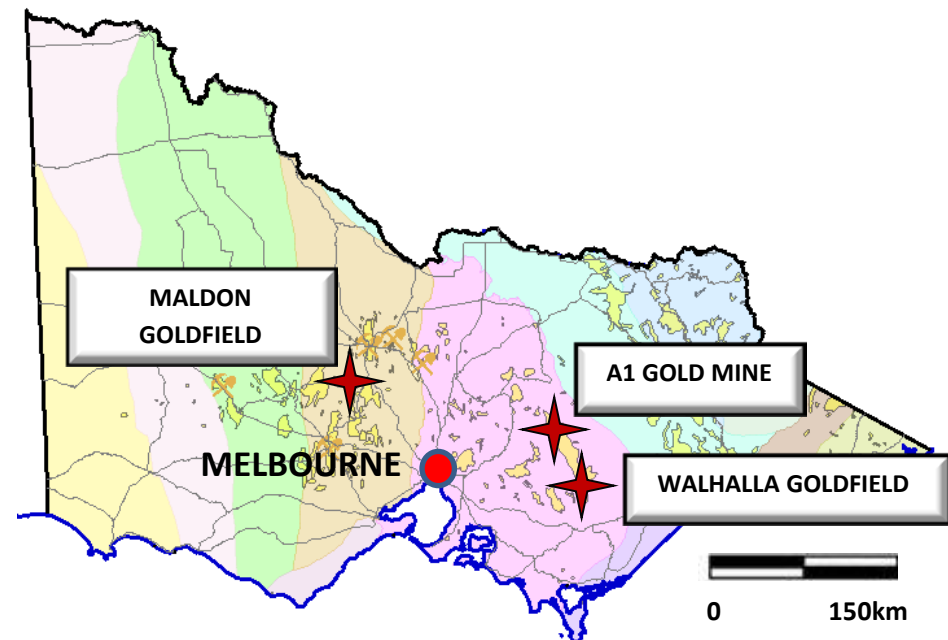 MALDON
GOLDFIELD
A1 GOLD MINE
MELBOURNE
WALHALLA GOLDFIELD
0 150km